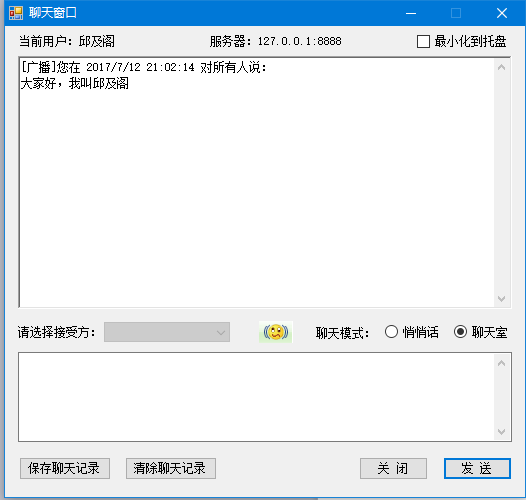 聊天窗口
当前用户：邱及阁 服务器：127.0.0.1:8888 最小化到托盘
[广播]您在 2017/7/12 21:02:14 对所有人说：
大家好，我叫邱及阁
请选择接受方： 聊天模式： 悄悄话 聊天室
保存聊天记录 清除聊天记录 关 闭 发 送